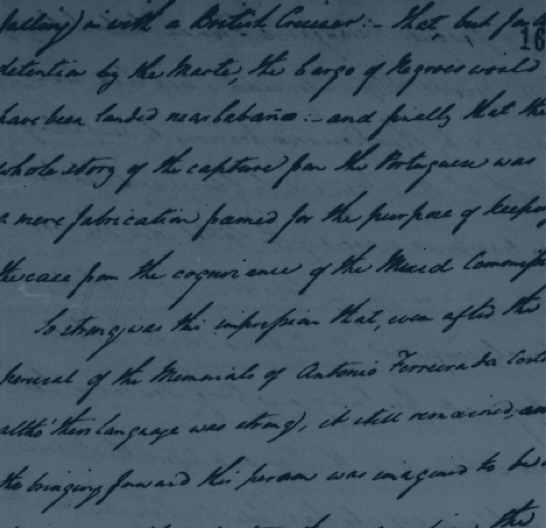 falling) in with a British Cruiser:- That, but for the
16
detention by the Marte, the Cargo of Negroes would
have been landed near Cabañas:- and finally that the
whole story of the capture from the Portuguese was
a mere fabrication framed for the purpose of keeping
the case from the cognizance of the Mixed Commission
So strong was this impression that, even after the
perusal of the Memorials of Antonio Ferreira da Costa
altho' their language was strong, it still remained, and
the bringing forward this person was imagined to be
the